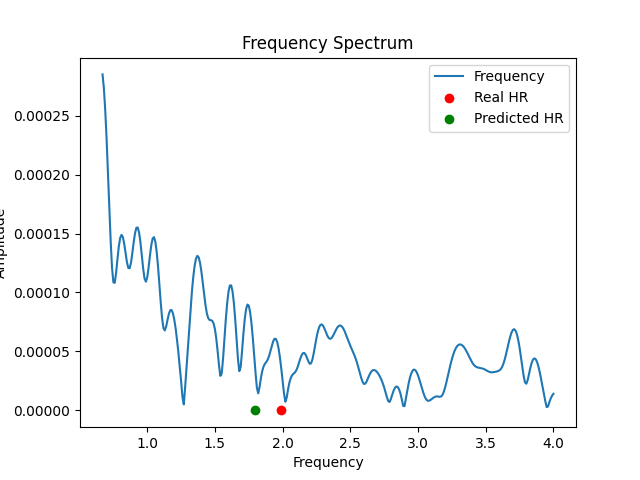 Frequency Spectrum
Frequency
Real HR
Predicted HR
0.00025
0.00020
0.00015
0.00010
0.00005
0.00000
Amplitude
1.0 1.5 2.0 2.5 3.0 3.5 4.0
Frequency